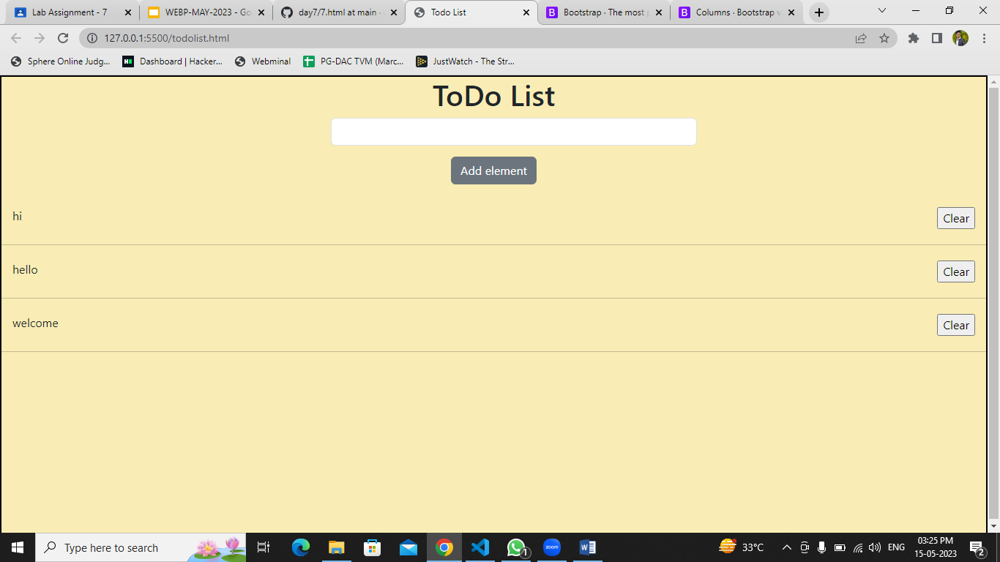 Lab Assignment - 7
WEBP-MAY-2023 - Go
day7/7.html at main ·
Todo List
Bootstrap · The most
Columns · Bootstrap v
127.0.0.1:5500/todolist.html
Sphere Online Judg...
Dashboard | Hacker...
Webminal
PG-DAC TVM (Marc...
JustWatch - The Str...
ToDo List
Add element
hi Clear
hello Clear
welcome Clear
Type here to search
1
zoom
33°C
ENG
03:25 PM
15-05-2023
2